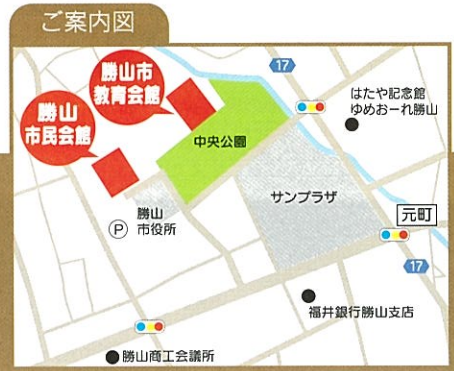 ご案内図
17
勝山市
教育会館
はたや記念館
ゆめおーれ勝山
勝山
市民会館
中央公園
サンプラザ
勝山
市役所
P
元町
17
福井銀行勝山支店
勝山商工会議所